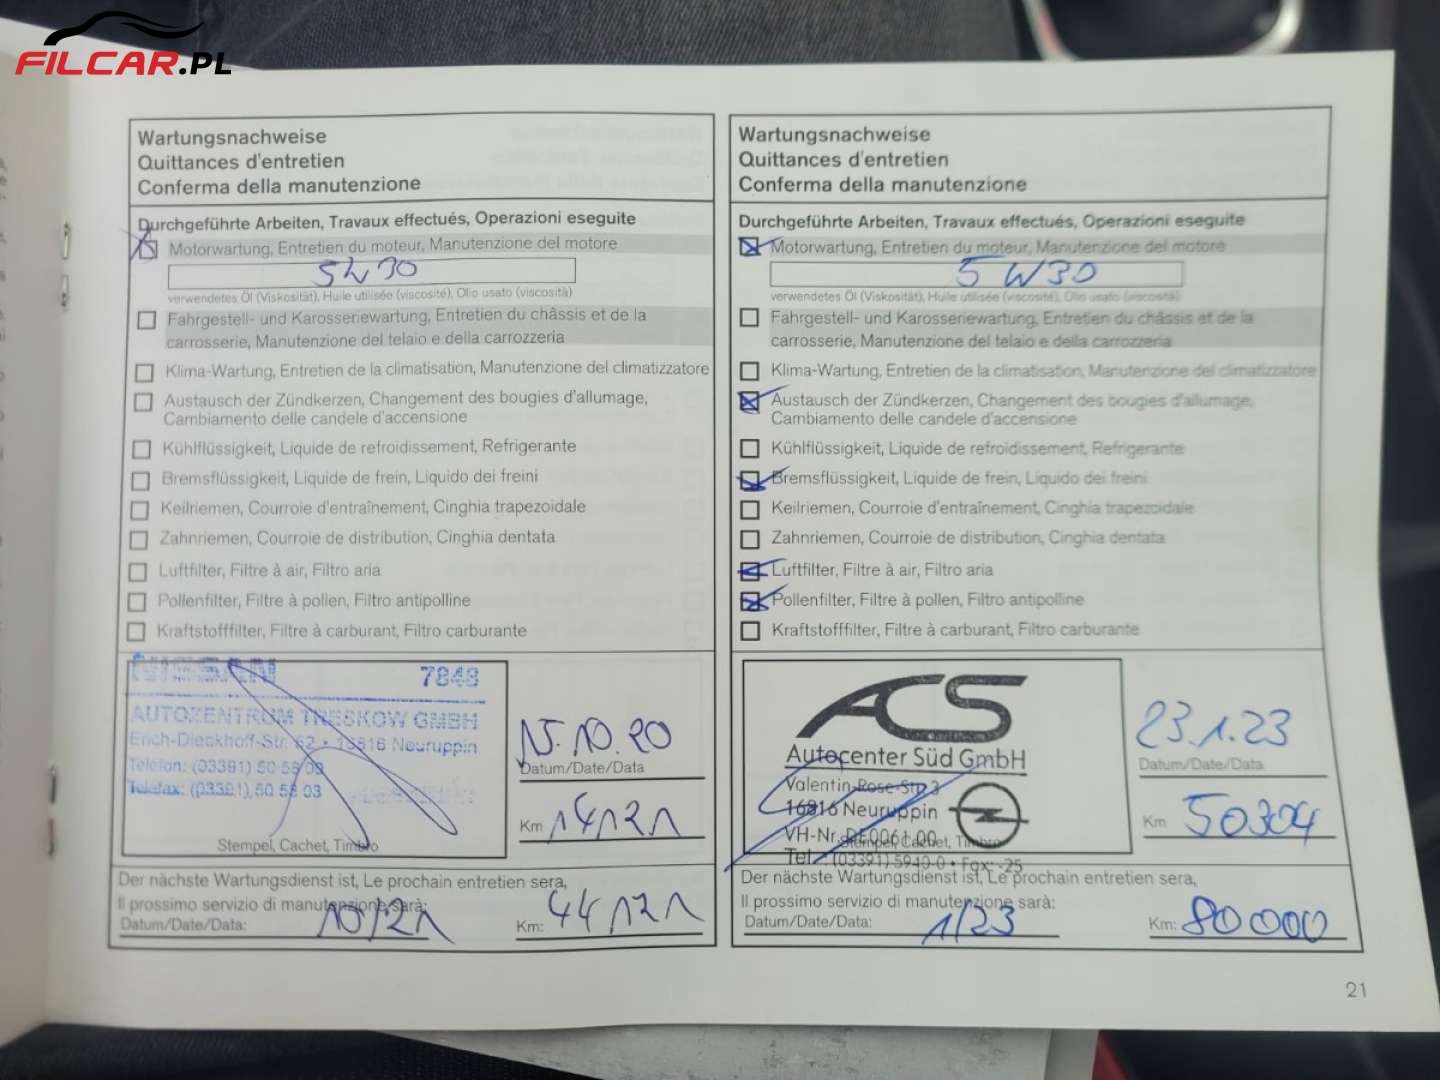 FILCAR.PL
Wartungsnachweise
Quittances d'entretien
Conferma della manutenzione
Durchgeführte Arbeiten, Travaux effectués, Operazioni eseguite
Motorwartung, Entretien du moteur, Manutenzione del motore
5W30
verwendetes Öl (Viskosität), Huile utilisée (viscosité), Olio usato (viscosità)
Fahrgestell- und Karosseriewartung, Entretien du châssis et de la
carrosserie, Manutenzione del telaio e della carrozzeria
Klima-Wartung, Entretien de la climatisation, Manutenzione del climatizzatore
Austausch der Zündkerzen, Changement des bougies d'allumage,
Cambiamento delle candele d'accensione
Kühlflüssigkeit, Liquide de refroidissement, Refrigerante
Bremsflüssigkeit, Liquide de frein, Liquido dei freini
Keilriemen, Courroie d'entraînement, Cinghia trapezoidale
Zahnriemen, Courroie de distribution, Cinghia dentata
Luftfilter, Filtre à air, Filtro aria
Pollenfilter, Filtre à pollen, Filtro antipolline
Kraftstofffilter, Filtre à carburant, Filtro carburante
NISSAN 7848
AUTOZENTRUM TRESKOW GMBH
Erich-Dieckhoff-Str. 62 • 16816 Neuruppin
Telefon: (03391) 50 58 03
Telefax: (03391) 50 58 03
Stempel, Cachet, Timbro
15.10.20
Datum/Date/Data
Km 14121
Der nächste Wartungsdienst ist, Le prochain entretien sera,
Il prossimo servizio di manutenzione sarà:
Datum/Date/Data: 10/21 Km: 44121
Wartungsnachweise
Quittances d'entretien
Conferma della manutenzione
Durchgeführte Arbeiten, Travaux effectués, Operazioni eseguite
Motorwartung, Entretien du moteur, Manutenzione del motore
5W30
verwendetes Öl (Viskosität), Huile utilisée (viscosité), Olio usato (viscosità)
Fahrgestell- und Karosseriewartung, Entretien du châssis et de la
carrosserie, Manutenzione del telaio e della carrozzeria
Klima-Wartung, Entretien de la climatisation, Manutenzione del climatizzatore
Austausch der Zündkerzen, Changement des bougies d'allumage,
Cambiamento delle candele d'accensione
Kühlflüssigkeit, Liquide de refroidissement, Refrigerante
Bremsflüssigkeit, Liquide de frein, Liquido dei freini
Keilriemen, Courroie d'entraînement, Cinghia trapezoidale
Zahnriemen, Courroie de distribution, Cinghia dentata
Luftfilter, Filtre à air, Filtro aria
Pollenfilter, Filtre à pollen, Filtro antipolline
Kraftstofffilter, Filtre à carburant, Filtro carburante
ACS
Autocenter Süd GmbH
Valentin-Rose-Str. 3
16816 Neuruppin
VH-Nr. DE006
Stempel, Cachet, Timbro
Tel.: (03391) 5940-0 • Fax: -25
23.1.23
Datum/Date/Data
Km 50304
Der nächste Wartungsdienst ist, Le prochain entretien sera,
Il prossimo servizio di manutenzione sarà:
Datum/Date/Data: 1/23 Km: 80000
21